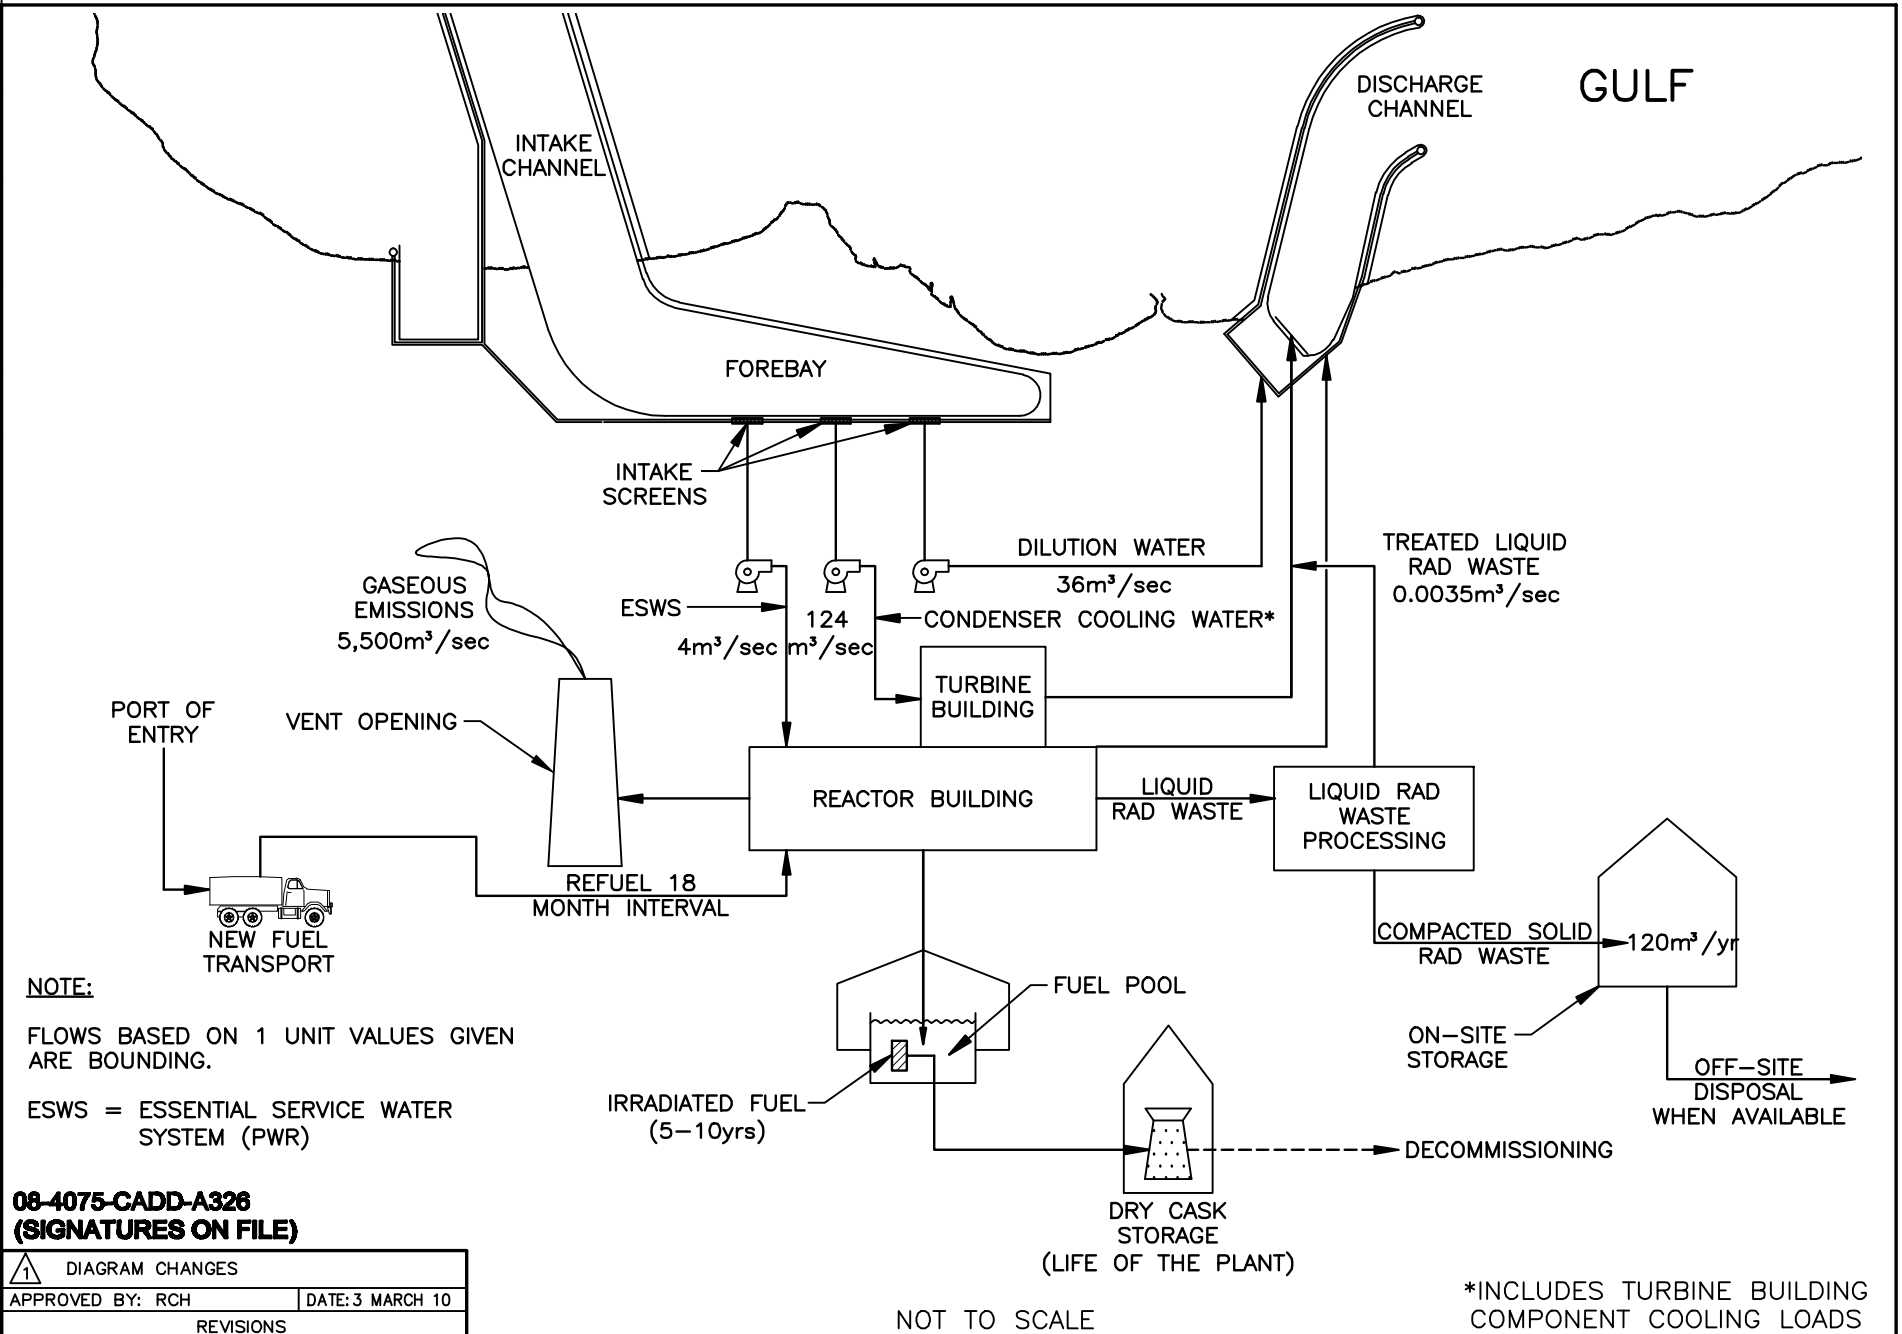 GULF
DISCHARGE
CHANNEL
INTAKE
CHANNEL
FOREBAY
INTAKE
SCREENS
DILUTION WATER
36m³/sec
TREATED LIQUID
RAD WASTE
0.0035m³/sec
GASEOUS
EMISSIONS
5,500m³/sec
ESWS
4m³/sec
124
m³/sec
CONDENSER COOLING WATER*
TURBINE
BUILDING
PORT OF
ENTRY
VENT OPENING
REACTOR BUILDING
LIQUID
RAD WASTE
LIQUID RAD
WASTE
PROCESSING
REFUEL 18
MONTH INTERVAL
NEW FUEL
TRANSPORT
COMPACTED SOLID
RAD WASTE
120m³/yr
FUEL POOL
ON-SITE
STORAGE
OFF-SITE
DISPOSAL
WHEN AVAILABLE
IRRADIATED FUEL
(5-10yrs)
DECOMMISSIONING
DRY CASK
STORAGE
(LIFE OF THE PLANT)
NOTE:
FLOWS BASED ON 1 UNIT VALUES GIVEN
ARE BOUNDING.
ESWS = ESSENTIAL SERVICE WATER
SYSTEM (PWR)
08-4075-CADD-A326
(SIGNATURES ON FILE)
1 DIAGRAM CHANGES
APPROVED BY: RCH DATE: 3 MARCH 10
REVISIONS
NOT TO SCALE
*INCLUDES TURBINE BUILDING
COMPONENT COOLING LOADS